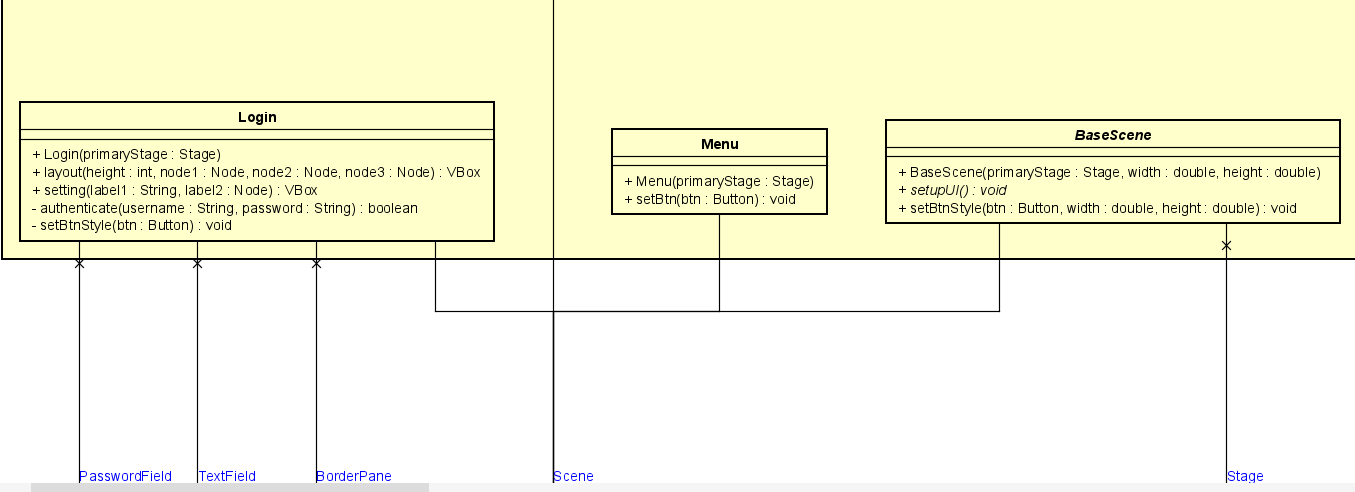 Login
+ Login(primaryStage : Stage)
+ layout(height : int, node1 : Node, node2 : Node, node3 : Node) : VBox
+ setting(label1 : String, label2 : Node) : VBox
- authenticate(username : String, password : String) : boolean
- setBtnStyle(btn : Button) : void
Menu
+ Menu(primaryStage : Stage)
+ setBtn(btn : Button) : void
BaseScene
+ BaseScene(primaryStage : Stage, width : double, height : double)
+ setupUI() : void
+ setBtnStyle(btn : Button, width : double, height : double) : void
PasswordField
TextField
BorderPane
Scene
Stage